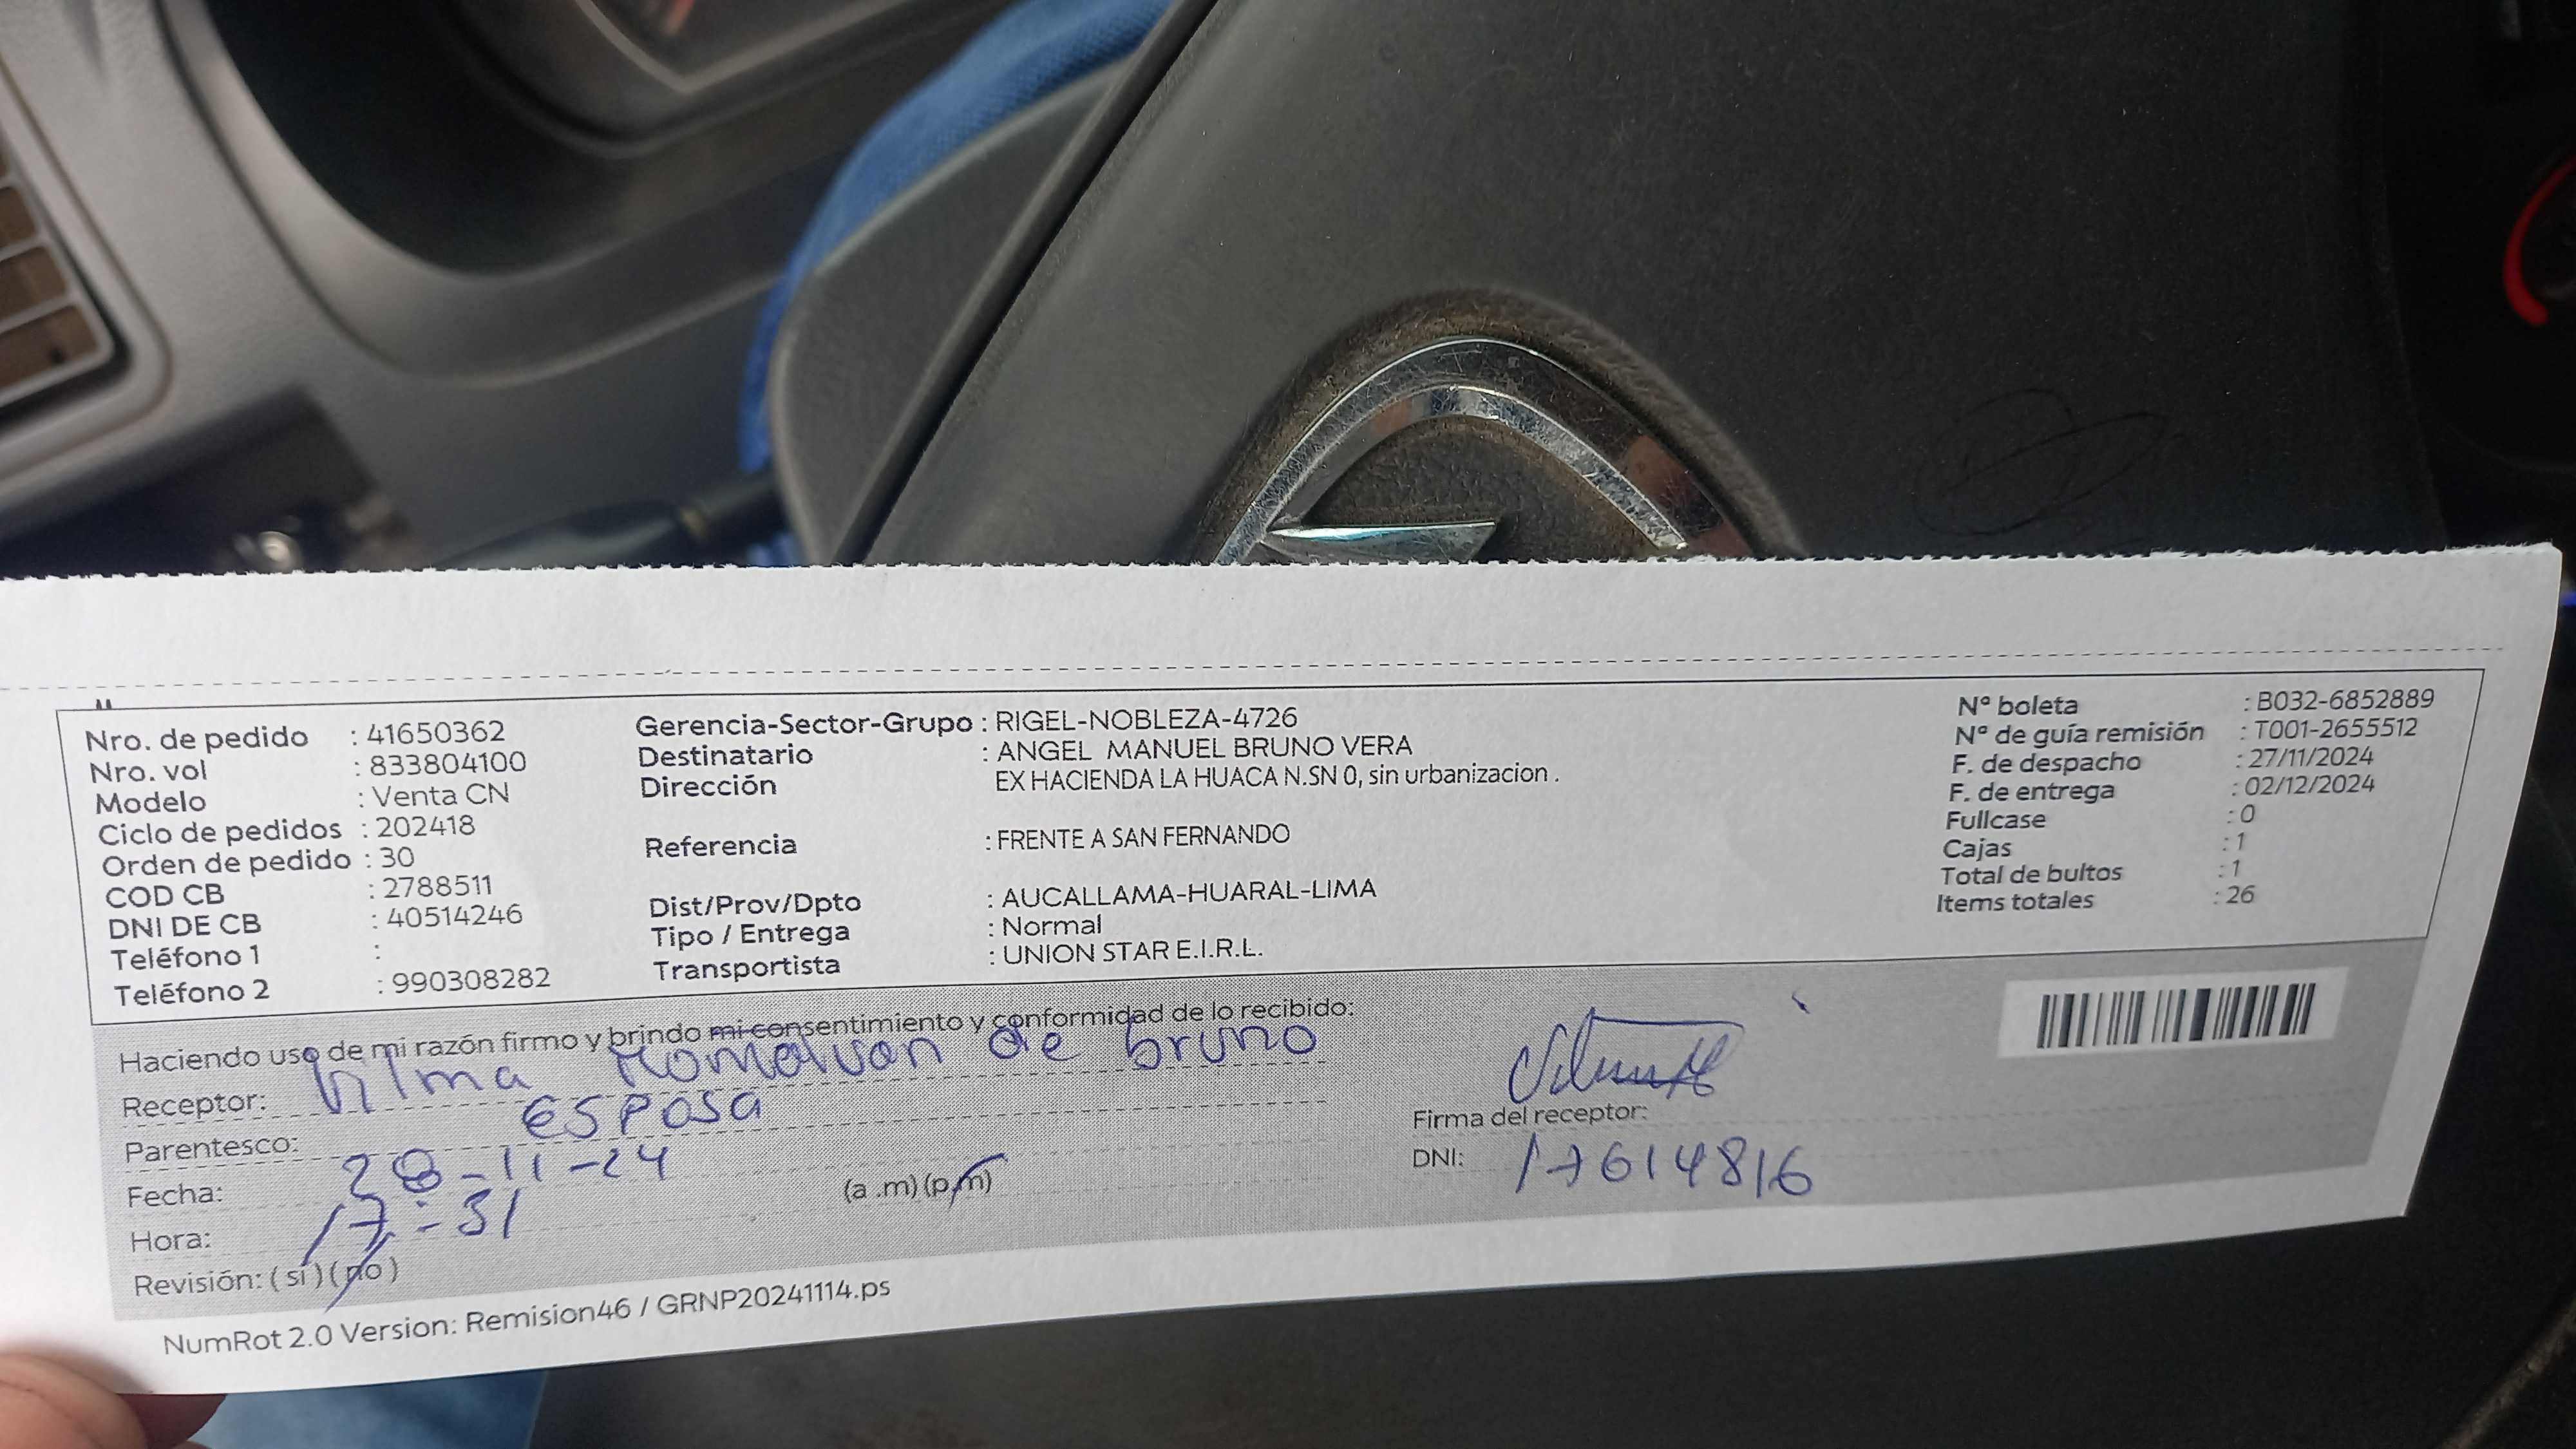 Nro. de pedido : 41650362
Nro. vol : 833804100
Modelo : Venta CN
Ciclo de pedidos : 202418
Orden de pedido : 30
COD CB : 2788511
DNI DE CB : 40514246
Teléfono 1 :
Teléfono 2 : 990308282
Gerencia-Sector-Grupo : RIGEL-NOBLEZA-4726
Destinatario : ANGEL MANUEL BRUNO VERA
Dirección EX HACIENDA LA HUACA N.SN 0, sin urbanizacion .
Referencia : FRENTE A SAN FERNANDO
Dist/Prov/Dpto : AUCALLAMA-HUARAL-LIMA
Tipo / Entrega : Normal
Transportista : UNION STAR E.I.R.L.
Nº boleta : B032-6852889
Nº de guía remisión : T001-2655512
F. de despacho : 27/11/2024
F. de entrega : 02/12/2024
Fullcase : 0
Cajas : 1
Total de bultos : 1
Items totales : 26
Haciendo uso de mi razón firmo y brindo mi consentimiento y conformidad de lo recibido:
Receptor: Vilma de bruno
Parentesco: esposa
Fecha: 28-11-24
Hora: 17:31 (a .m) (p.m)
Revisión: ( sí ) ( no )
Firma del receptor:
DNI: 17614816
NumRot 2.0 Version: Remision46 / GRNP20241114.ps